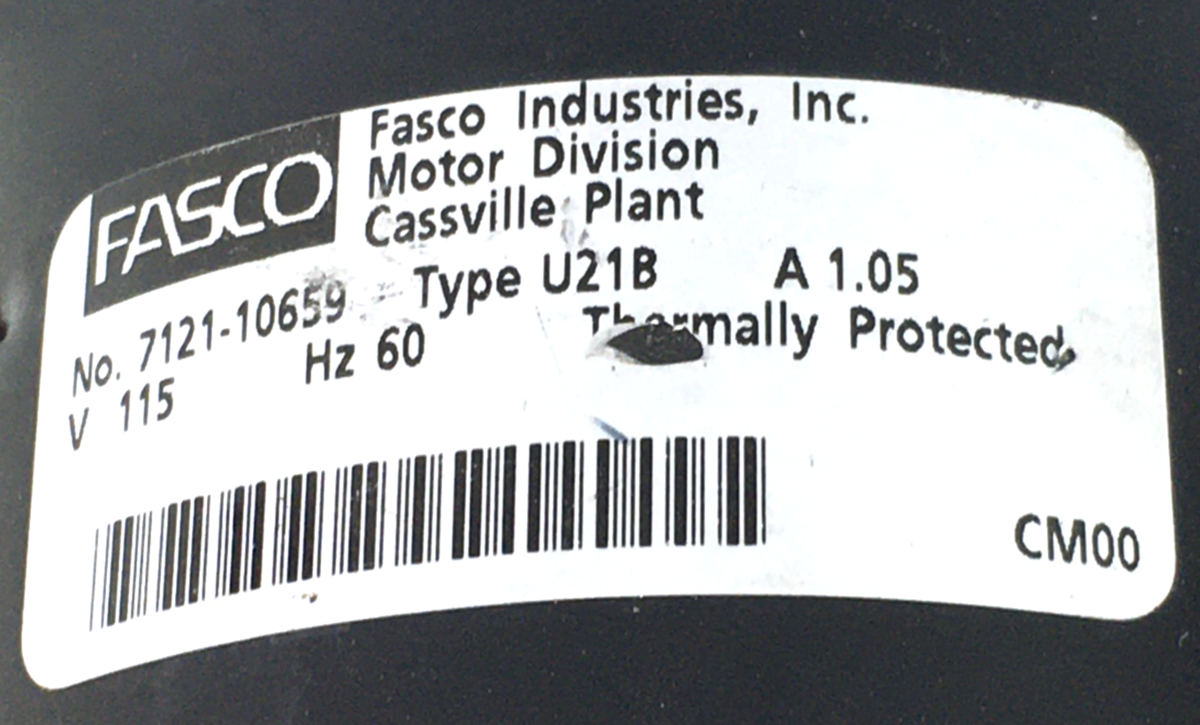 FASCO
Fasco Industries, Inc.
Motor Division
Cassville Plant
No. 7121-10659 Type U21B A 1.05
V 115 Hz 60 Thermally Protected
CM00